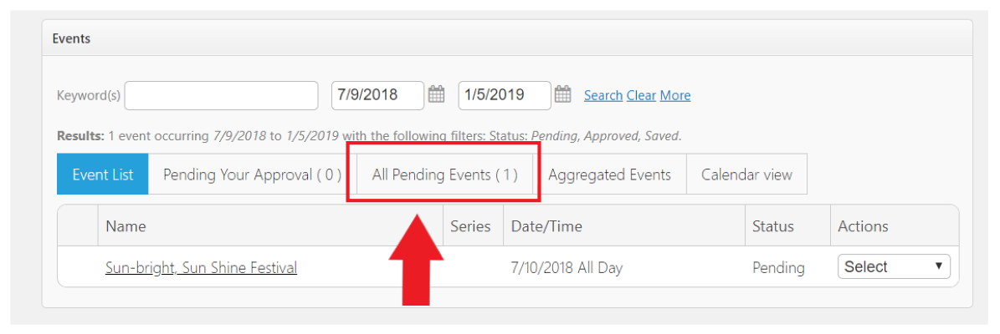 Events
Keyword(s) 7/9/2018 1/5/2019 Search Clear More
Results: 1 event occurring 7/9/2018 to 1/5/2019 with the following filters: Status: Pending, Approved, Saved.
Event List Pending Your Approval ( 0 ) All Pending Events ( 1 ) Aggregated Events Calendar view
Name Series Date/Time Status Actions
Sun-bright, Sun Shine Festival 7/10/2018 All Day Pending Select